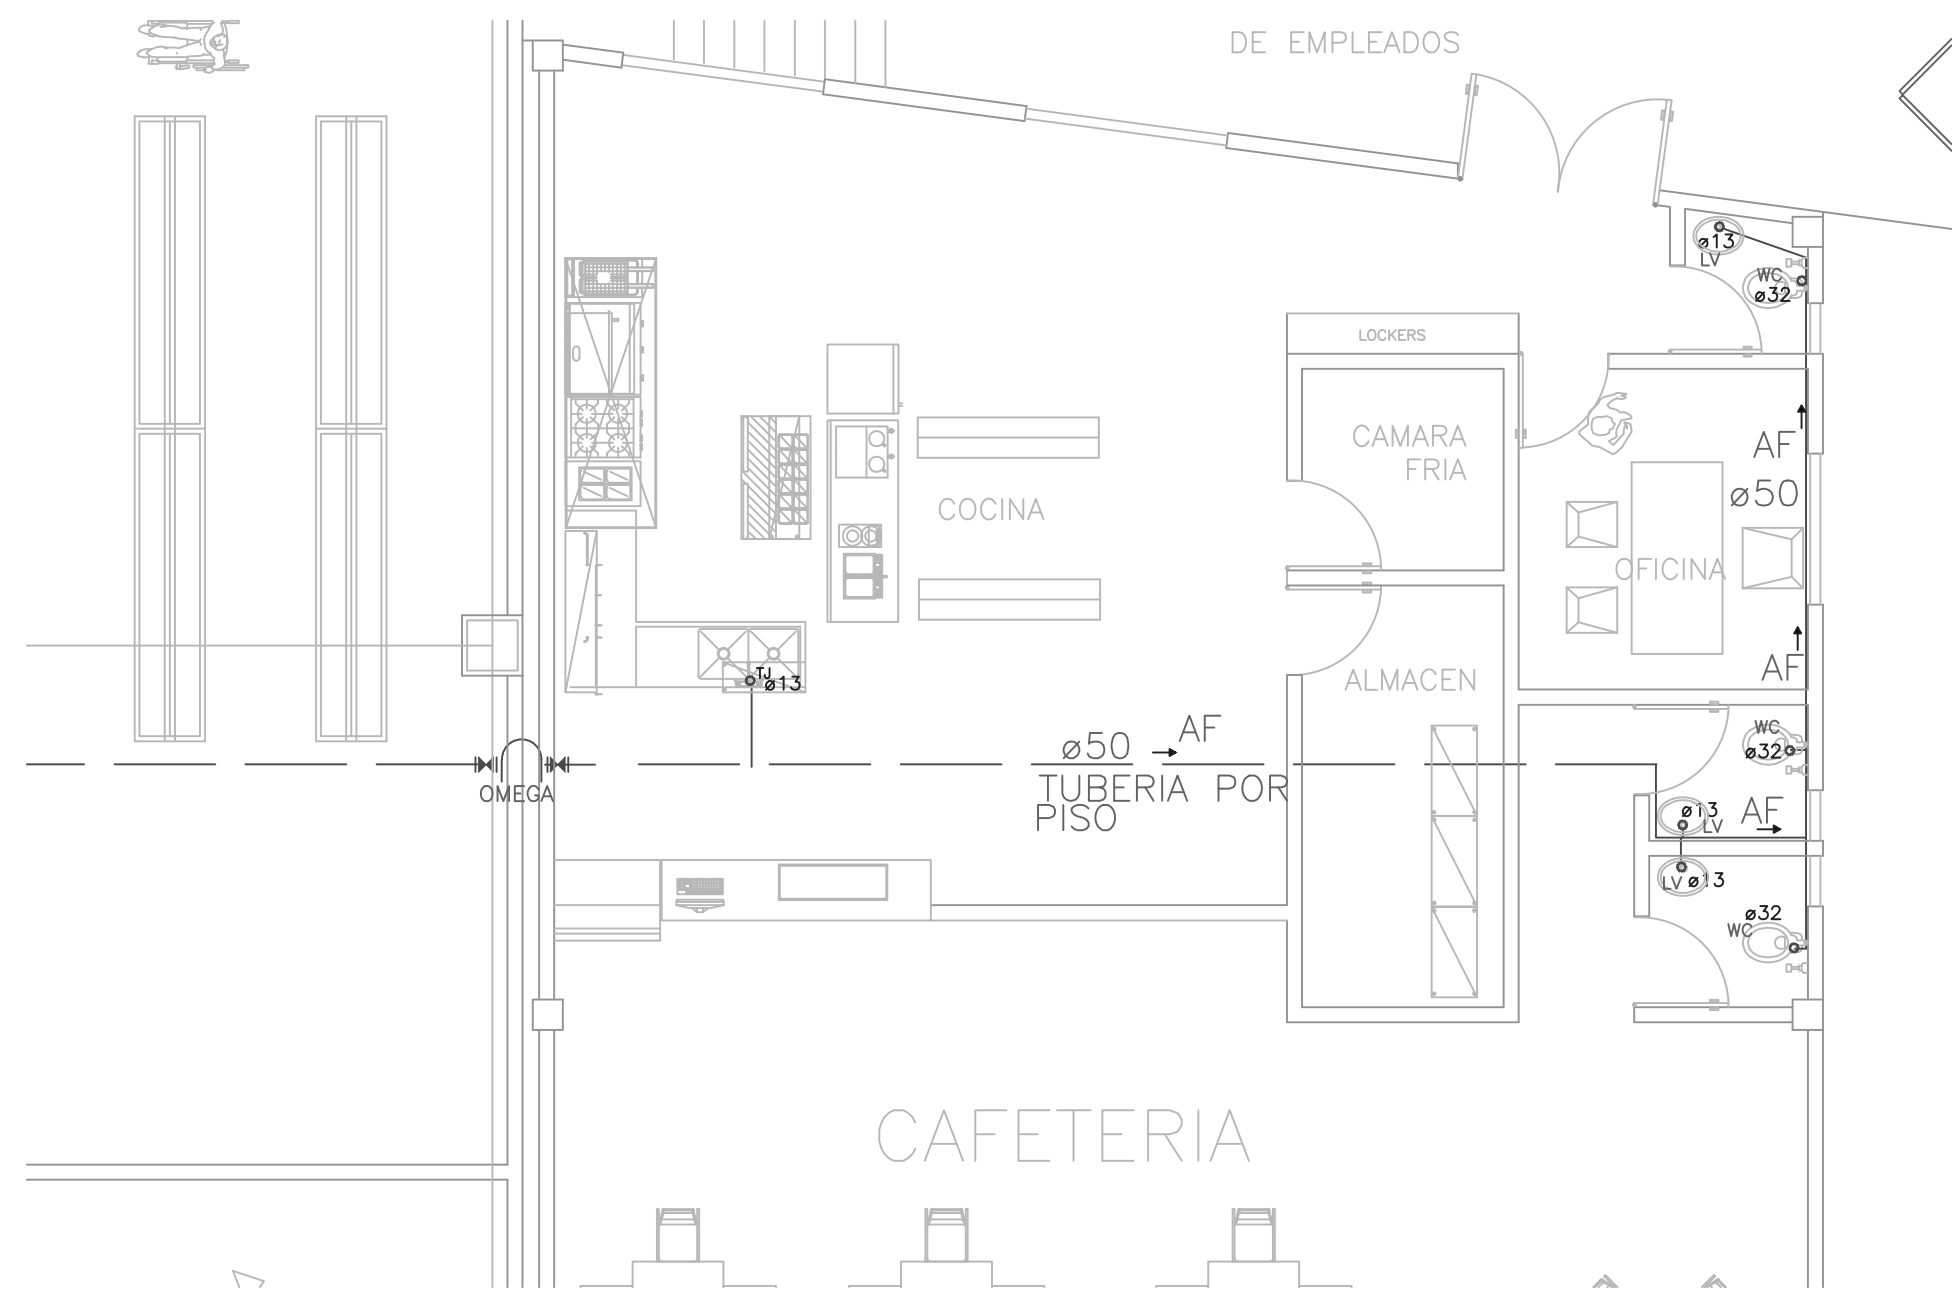 DE EMPLEADOS
ø13
LV
WC
ø32
LOCKERS
CAMARA
FRIA
AF
ø50
COCINA
OFICINA
AF
TJ
ø13
ALMACEN
AF
ø50
WC
ø32
OMEGA
TUBERIA POR
PISO
ø13
LV
AF
LV ø13
ø32
WC
CAFETERIA